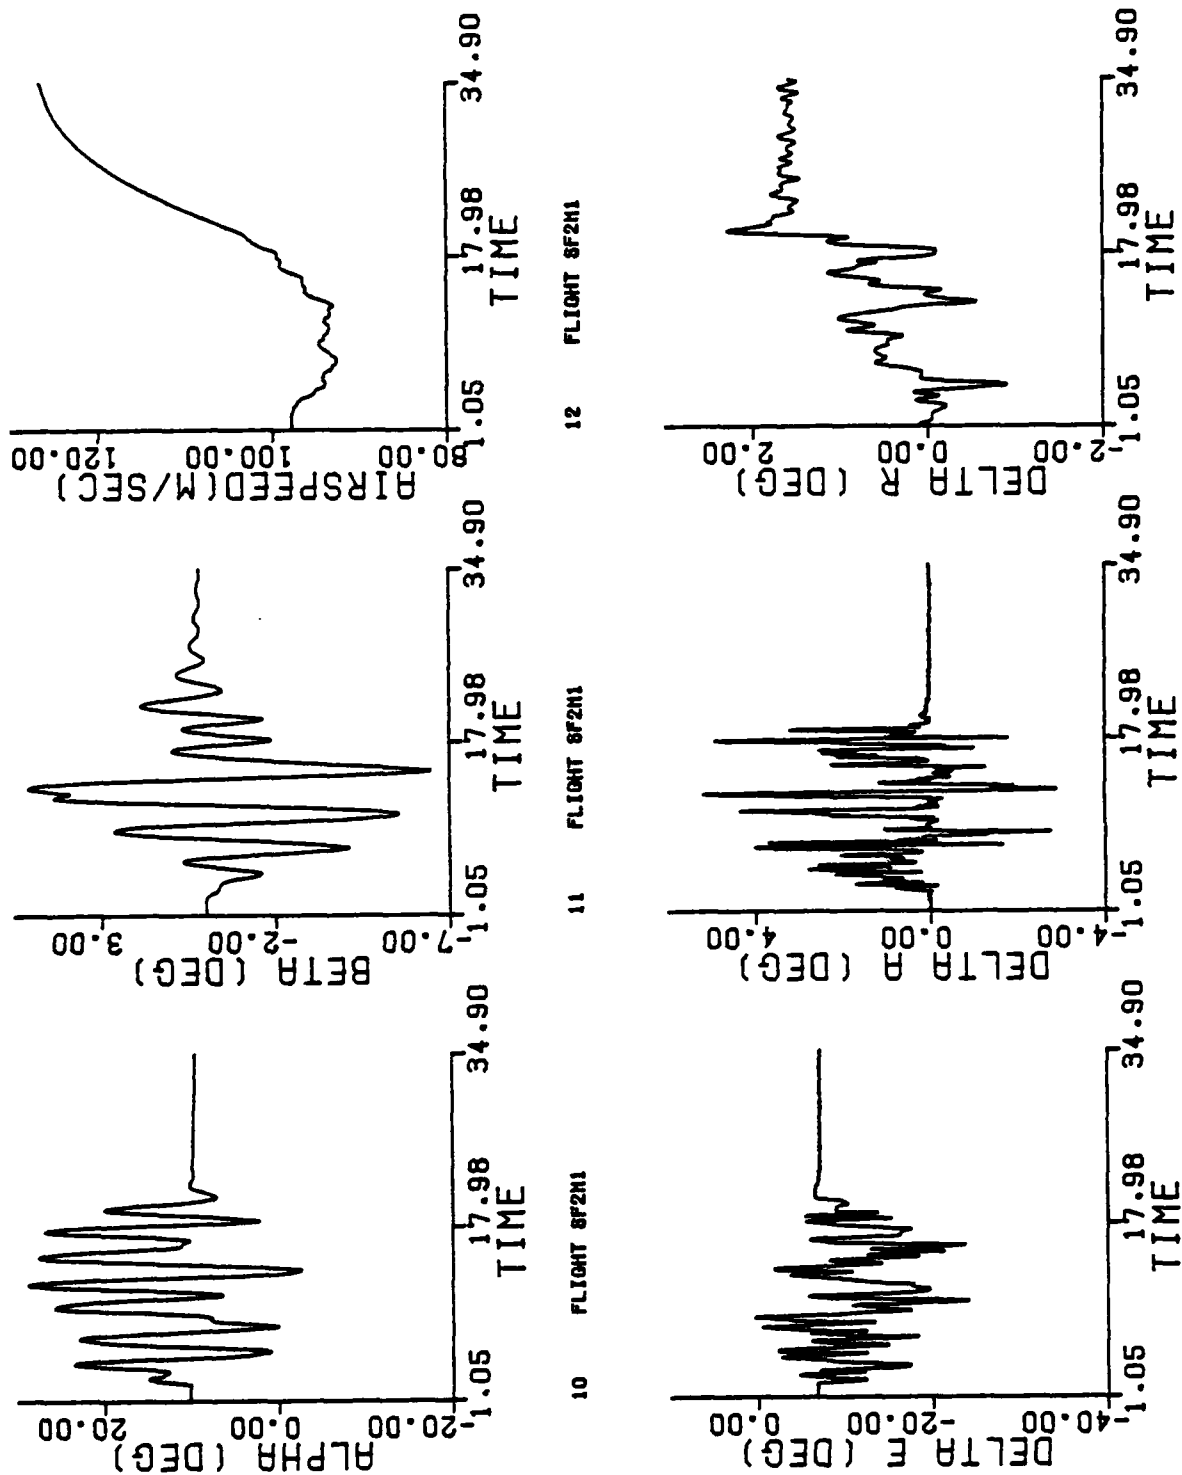 ALPHA (DEG)
20.00
0.00
-20.00
1.05
17.98
34.90
TIME
10 FLIGHT SF2M1
BETA (DEG)
3.00
-2.00
-7.00
1.05
17.98
34.90
TIME
11 FLIGHT SF2M1
AIRSPEED(M/SEC)
120.00
100.00
80.00
1.05
17.98
34.90
TIME
12 FLIGHT SF2M1
DELTA E (DEG)
0.00
-20.00
-40.00
1.05
17.98
34.90
TIME
DELTA A (DEG)
4.00
0.00
-4.00
1.05
17.98
34.90
TIME
DELTA R (DEG)
2.00
0.00
-2.00
1.05
17.98
34.90
TIME